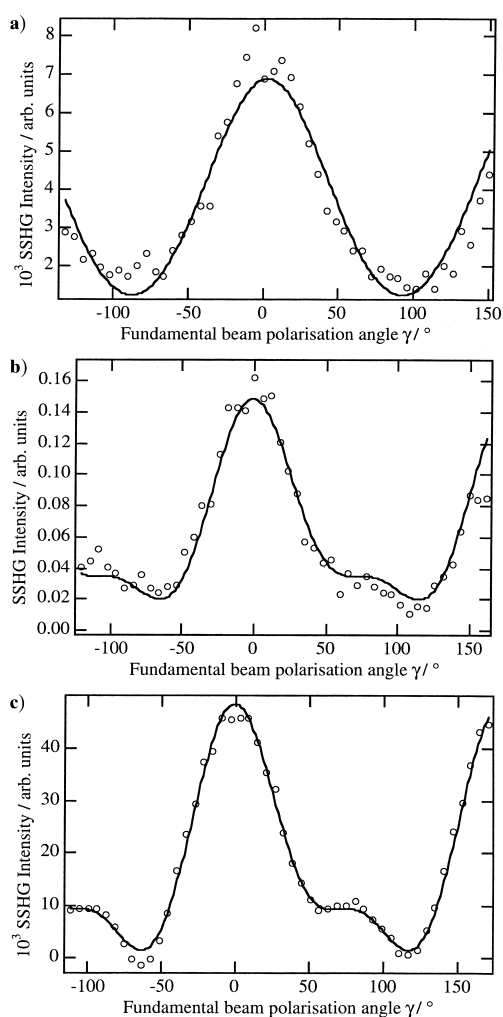 a)
8
7
6
5
4
3
2
10³ SSHG Intensity / arb. units
-100 -50 0 50 100 150
Fundamental beam polarisation angle γ/ °
b)
0.16
0.14
0.12
0.10
0.08
0.06
0.04
0.02
0.00
SSHG Intensity / arb. units
-100 -50 0 50 100 150
Fundamental beam polarisation angle γ/ °
c)
40
30
20
10
0
10³ SSHG Intensity / arb. units
-100 -50 0 50 100 150
Fundamental beam polarisation angle γ/ °